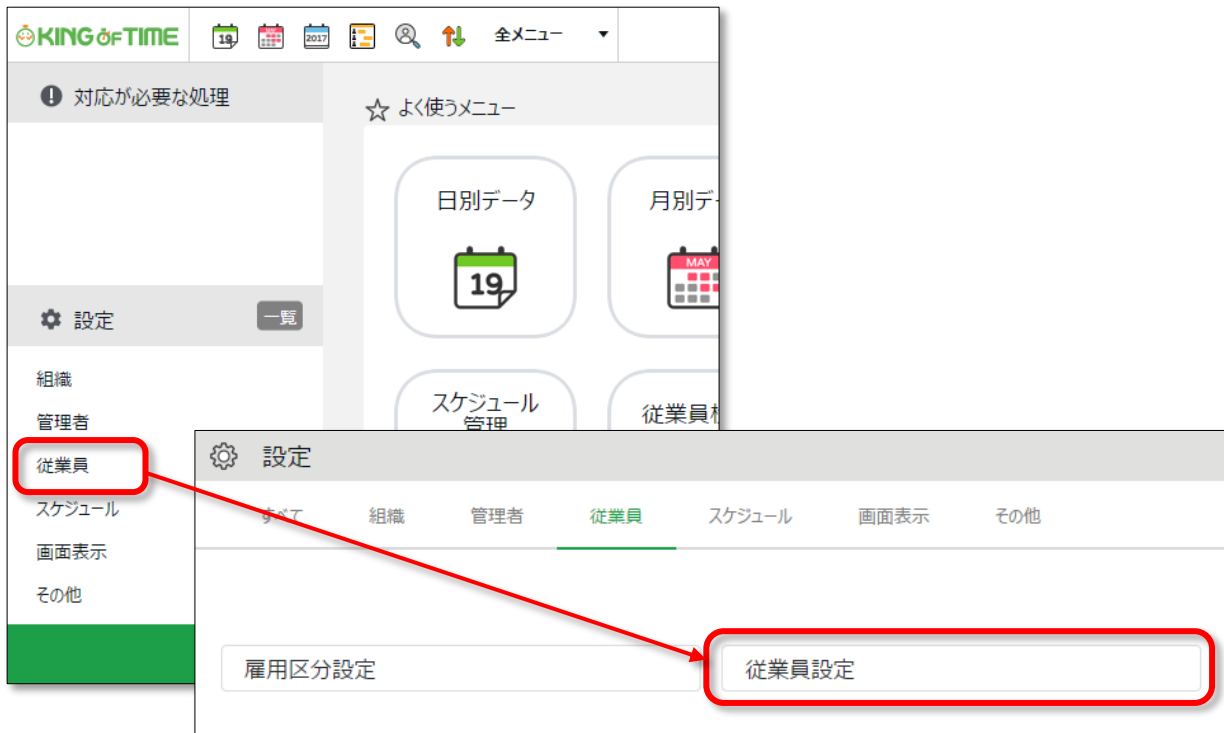 KING OF TIME 19 2017 全メニュー ▼
対応が必要な処理
☆ よく使うメニュー
日別データ
19
月別デ
MAY
設定 一覧
組織
管理者
従業員
スケジュール
画面表示
その他
スケジュール
管理
従業員
設定
すべて 組織 管理者 従業員 スケジュール 画面表示 その他
雇用区分設定
従業員設定